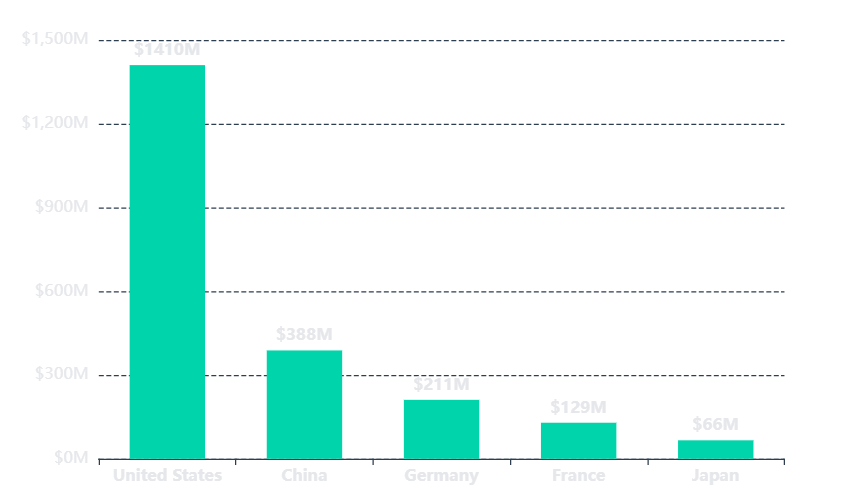 $1,500M
$1410M
$1,200M
$900M
$600M
$388M
$300M
$211M
$129M
$66M
$0M
United States China Germany France Japan